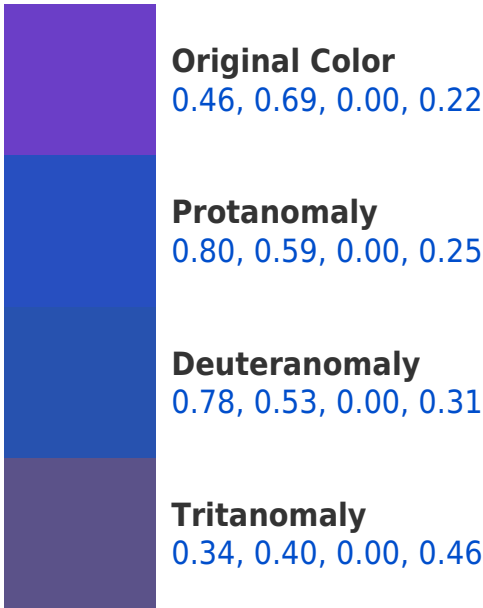 Original Color
0.46, 0.69, 0.00, 0.22
Protanomaly
0.80, 0.59, 0.00, 0.25
Deuteranomaly
0.78, 0.53, 0.00, 0.31
Tritanomaly
0.34, 0.40, 0.00, 0.46